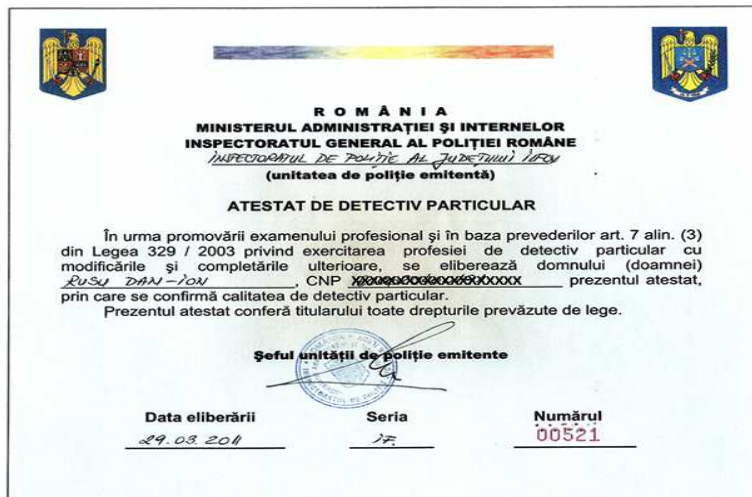 ROMÂNIA
MINISTERUL ADMINISTRAȚIEI ȘI INTERNELOR
INSPECTORATUL GENERAL AL POLIȚIEI ROMÂNE
INSPECTORATUL DE POLIȚIE AL JUDEȚULUI ILFOV
(unitatea de poliție emitentă)
ATESTAT DE DETECTIV PARTICULAR
În urma promovării examenului profesional și în baza prevederilor art. 7 alin. (3)
din Legea 329 / 2003 privind exercitarea profesiei de detectiv particular cu
modificările și completările ulterioare, se eliberează domnului (doamnei)
RUSU DAN-ION, CNP XXXXXXXXXXXXX prezentul atestat,
prin care se confirmă calitatea de detectiv particular.
Prezentul atestat conferă titularului toate drepturile prevăzute de lege.
Șeful unității de poliție emitente
Data eliberării Seria Numărul
29.03.2011 IF. 00521